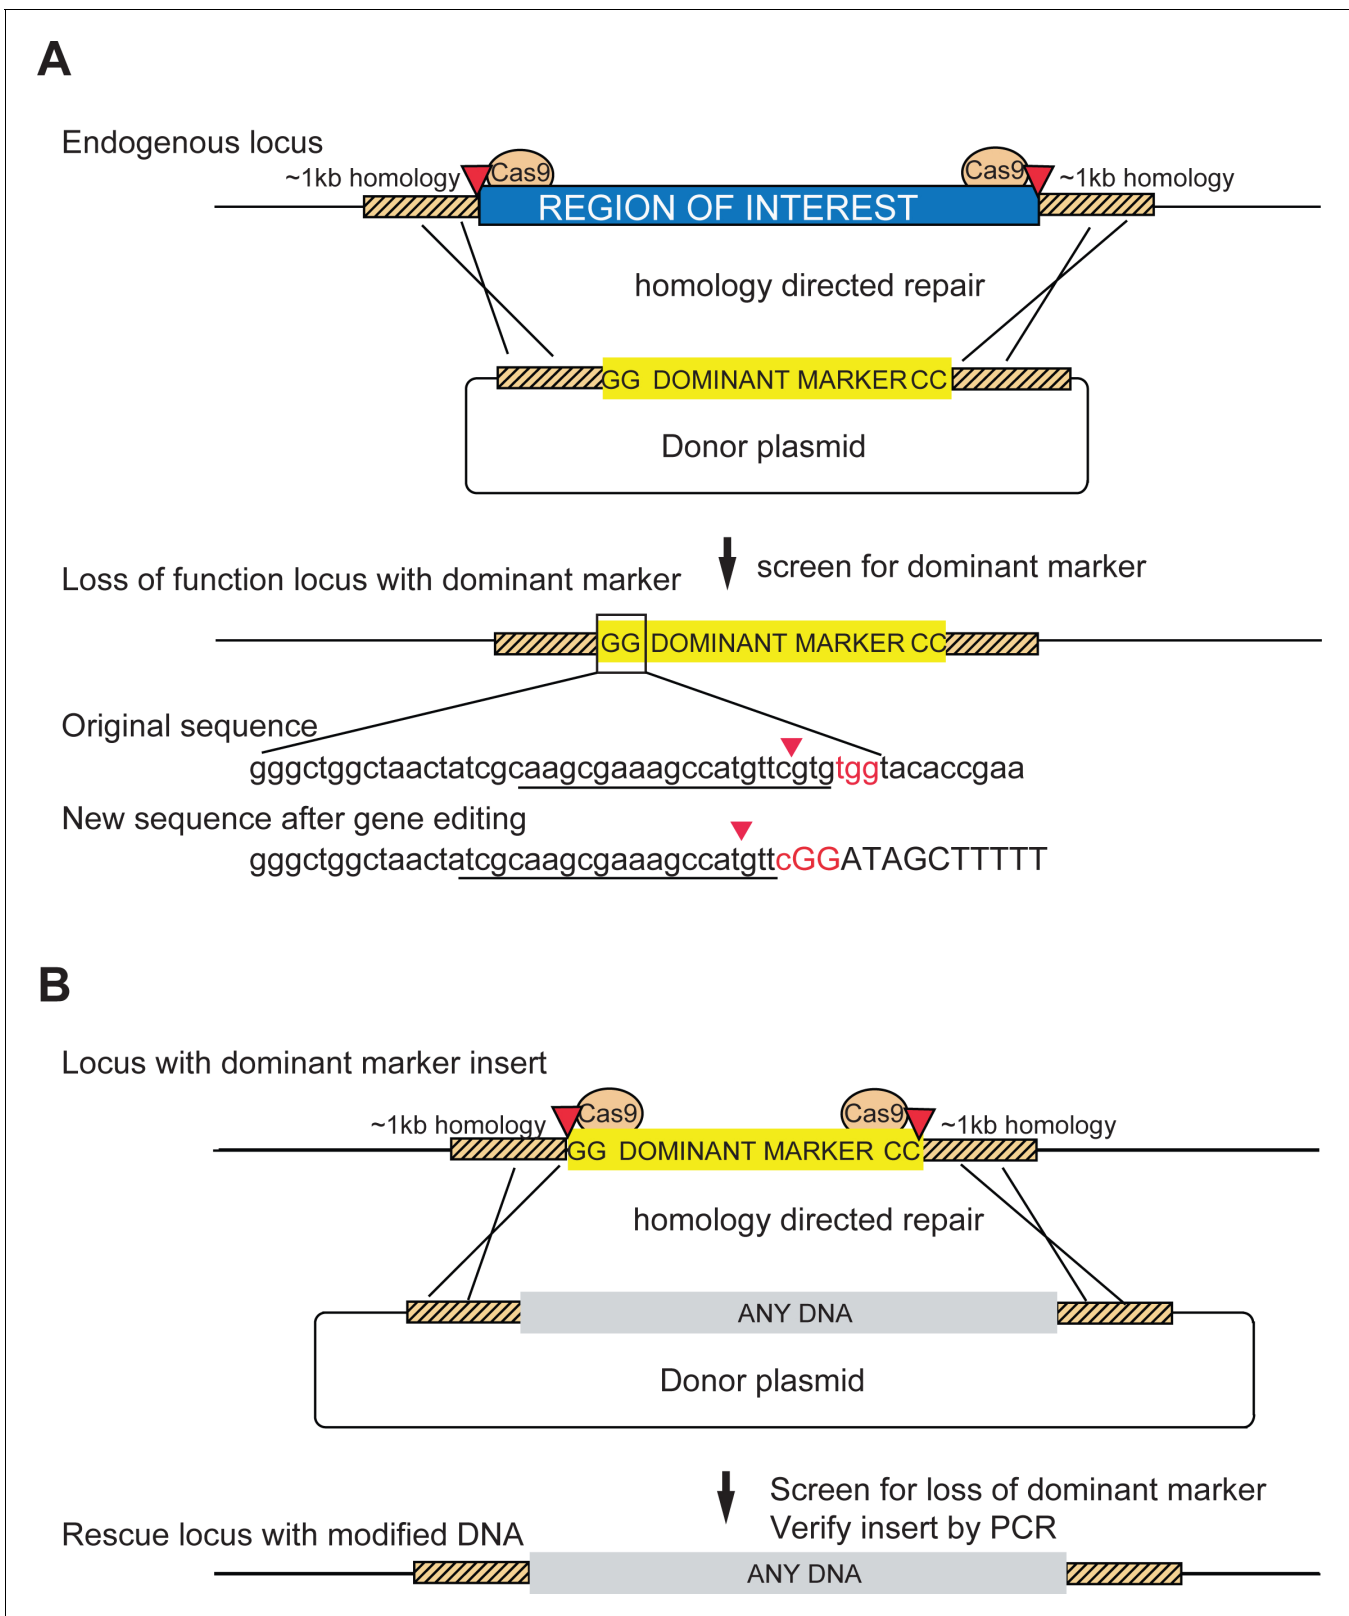 A
Endogenous locus
~1kb homology Cas9 Cas9 ~1kb homology
REGION OF INTEREST
homology directed repair
GG DOMINANT MARKER CC
Donor plasmid
screen for dominant marker
Loss of function locus with dominant marker
GG DOMINANT MARKER CC
Original sequence
gggctggctaactatcgcaagcgaaagccatgttcgtgtggtacaccgaa
New sequence after gene editing
gggctggctaactatcgcaagcgaaagccatgttcGGATAGCTTTTT
B
Locus with dominant marker insert
~1kb homology Cas9 Cas9 ~1kb homology
GG DOMINANT MARKER CC
homology directed repair
ANY DNA
Donor plasmid
Screen for loss of dominant marker
Verify insert by PCR
Rescue locus with modified DNA
ANY DNA